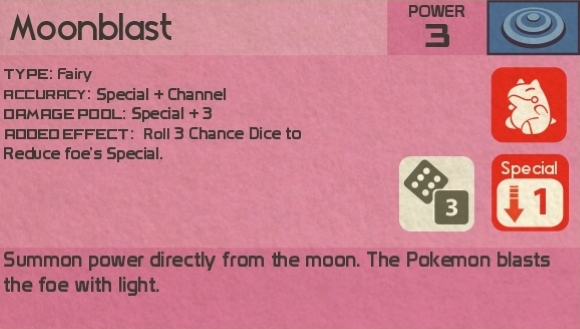 Moonblast
POWER
3
TYPE: Fairy
ACCURACY: Special + Channel
DAMAGE POOL: Special + 3
ADDED EFFECT: Roll 3 Chance Dice to
Reduce foe's Special.
3
Special
1
Summon power directly from the moon. The Pokemon blasts
the foe with light.